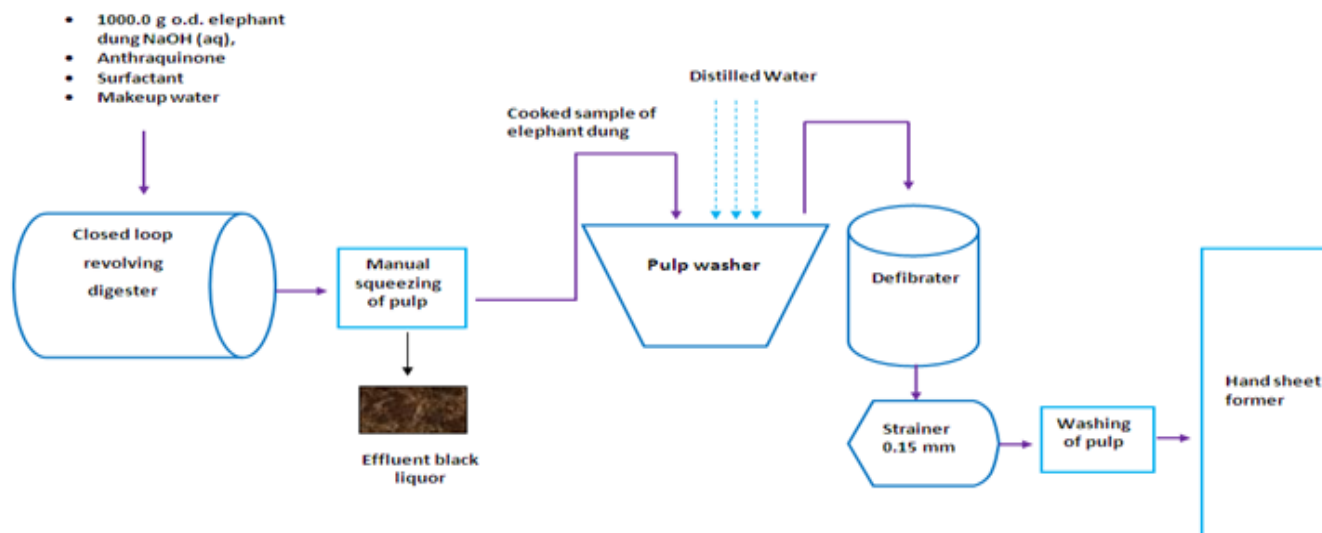 • 1000.0 g o.d. elephant
dung NaOH (aq),
• Anthraquinone
• Surfactant
• Makeup water
Closed loop
revolving
digester
Manual
squeezing
of pulp
Effluent black
liquor
Cooked sample of
elephant dung
Distilled Water
Pulp washer
Defibrater
Strainer
0.15 mm
Washing
of pulp
Hand sheet
former